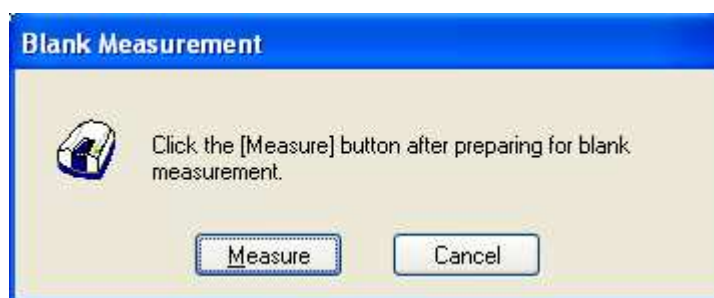 Blank Measurement
Click the [Measure] button after preparing for blank
measurement.
Measure
Cancel